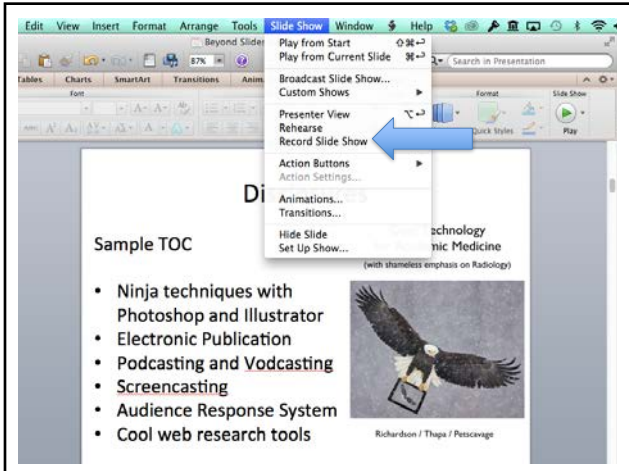 Edit View Insert Format Arrange Tools Slide Show Window Help
Beyond Slides
87%
Search in Presentation
Tables Charts SmartArt Transitions Anim
Font
Format
Slide Show
Quick Styles
Play
Play from Start ⇧⌘↩
Play from Current Slide ⌘↩
Broadcast Slide Show...
Custom Shows
Presenter View ⌥↩
Rehearse
Record Slide Show
Action Buttons
Action Settings...
Animations...
Transitions...
Hide Slide
Set Up Show...
Sample TOC
• Ninja techniques with
Photoshop and Illustrator
• Electronic Publication
• Podcasting and Vodcasting
• Screencasting
• Audience Response System
• Cool web research tools
Medicine
(with shameless emphasis on Radiology)
Richardson / Thapa / Petscavage